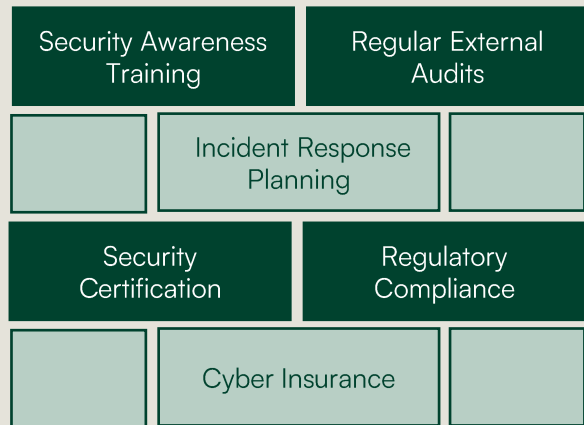 Security Awareness
Training
Regular External
Audits
Incident Response
Planning
Security
Certification
Regulatory
Compliance
Cyber Insurance